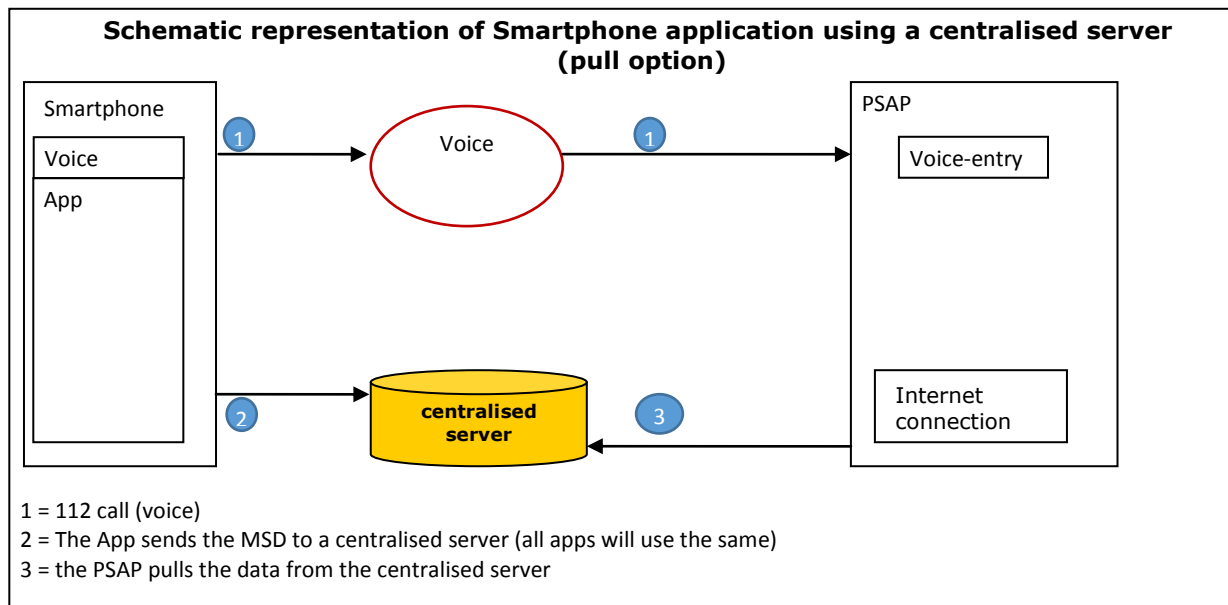 Schematic representation of Smartphone application using a centralised server
(pull option)
Smartphone
Voice
App
1
Voice
1
PSAP
Voice-entry
2
centralised
server
3
Internet
connection
1 = 112 call (voice)
2 = The App sends the MSD to a centralised server (all apps will use the same)
3 = the PSAP pulls the data from the centralised server